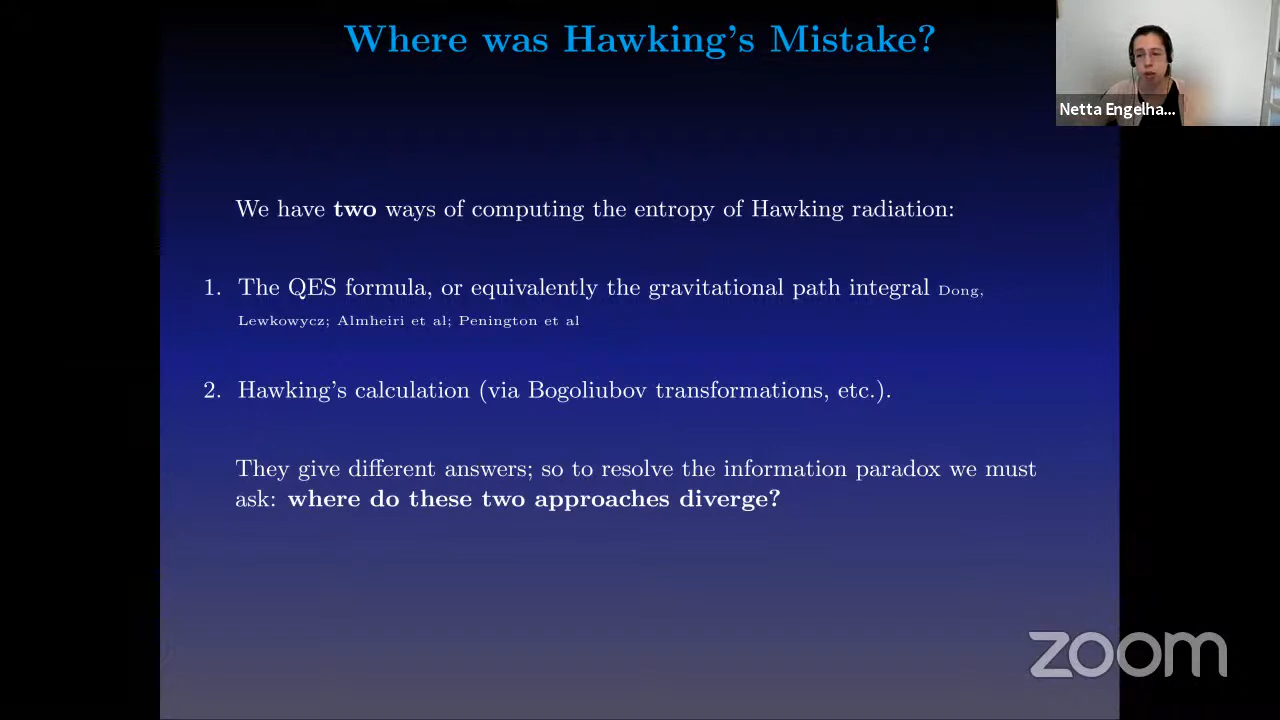 Where was Hawking's Mistake?
Netta Engelha...
We have two ways of computing the entropy of Hawking radiation:
1. The QES formula, or equivalently the gravitational path integral Dong,
Lewkowycz; Almheiri et al; Penington et al
2. Hawking's calculation (via Bogoliubov transformations, etc.).
They give different answers; so to resolve the information paradox we must
ask: where do these two approaches diverge?
zoom